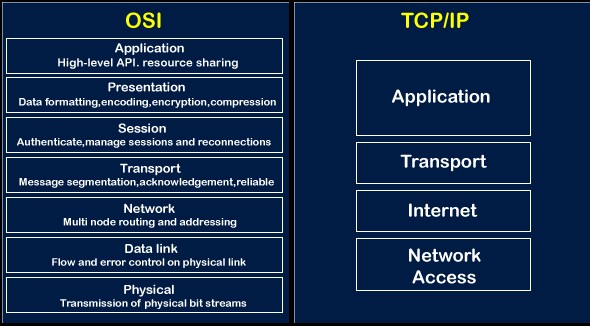 OSI
Application
High-level API. resource sharing
Presentation
Data formatting,encoding,encryption,compression
Session
Authenticate,manage sessions and reconnections
Transport
Message segmentation,acknowledgement,reliable
Network
Multi node routing and addressing
Data link
Flow and error control on physical link
Physical
Transmission of physical bit streams
TCP/IP
Application
Transport
Internet
Network
Access